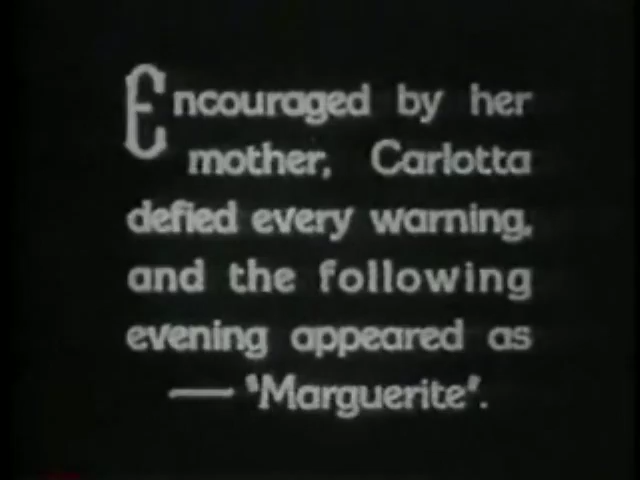 Encouraged by her
mother, Carlotta
defied every warning,
and the following
evening appeared as
— "Marguerite".